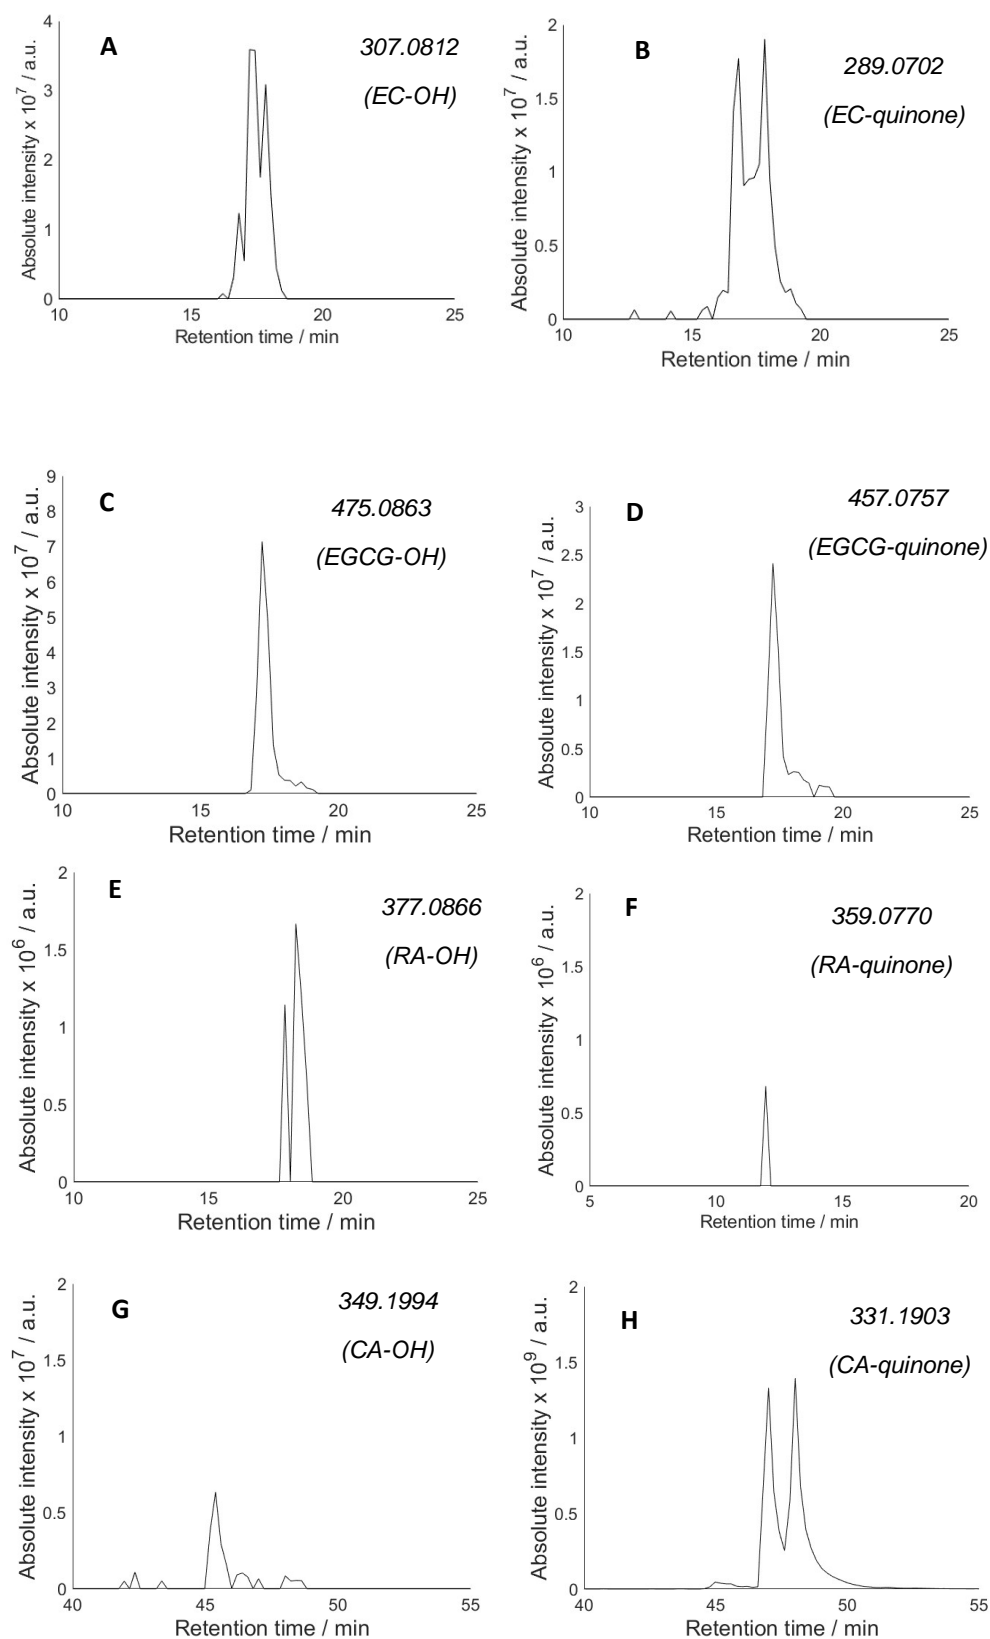 A
307.0812
(EC-OH)
Absolute intensity x 10^7 / a.u.
4
3
2
1
0
10 15 20 25
Retention time / min
B
289.0702
(EC-quinone)
Absolute intensity x 10^7 / a.u.
2
1.5
1
0.5
0
10 15 20 25
Retention time / min
C
475.0863
(EGCG-OH)
Absolute intensity x 10^7 / a.u.
9
8
7
6
5
4
3
2
1
0
10 15 20 25
Retention time / min
D
457.0757
(EGCG-quinone)
Absolute intensity x 10^7 / a.u.
3
2.5
2
1.5
1
0.5
0
10 15 20 25
Retention time / min
E
377.0866
(RA-OH)
Absolute intensity x 10^6 / a.u.
2
1.5
1
0.5
0
10 15 20 25
Retention time / min
F
359.0770
(RA-quinone)
Absolute intensity x 10^6 / a.u.
2
1.5
1
0.5
0
5 10 15 20
Retention time / min
G
349.1994
(CA-OH)
Absolute intensity x 10^7 / a.u.
2
1.5
1
0.5
0
40 45 50 55
Retention time / min
H
331.1903
(CA-quinone)
Absolute intensity x 10^9 / a.u.
2
1.5
1
0.5
0
40 45 50 55
Retention time / min